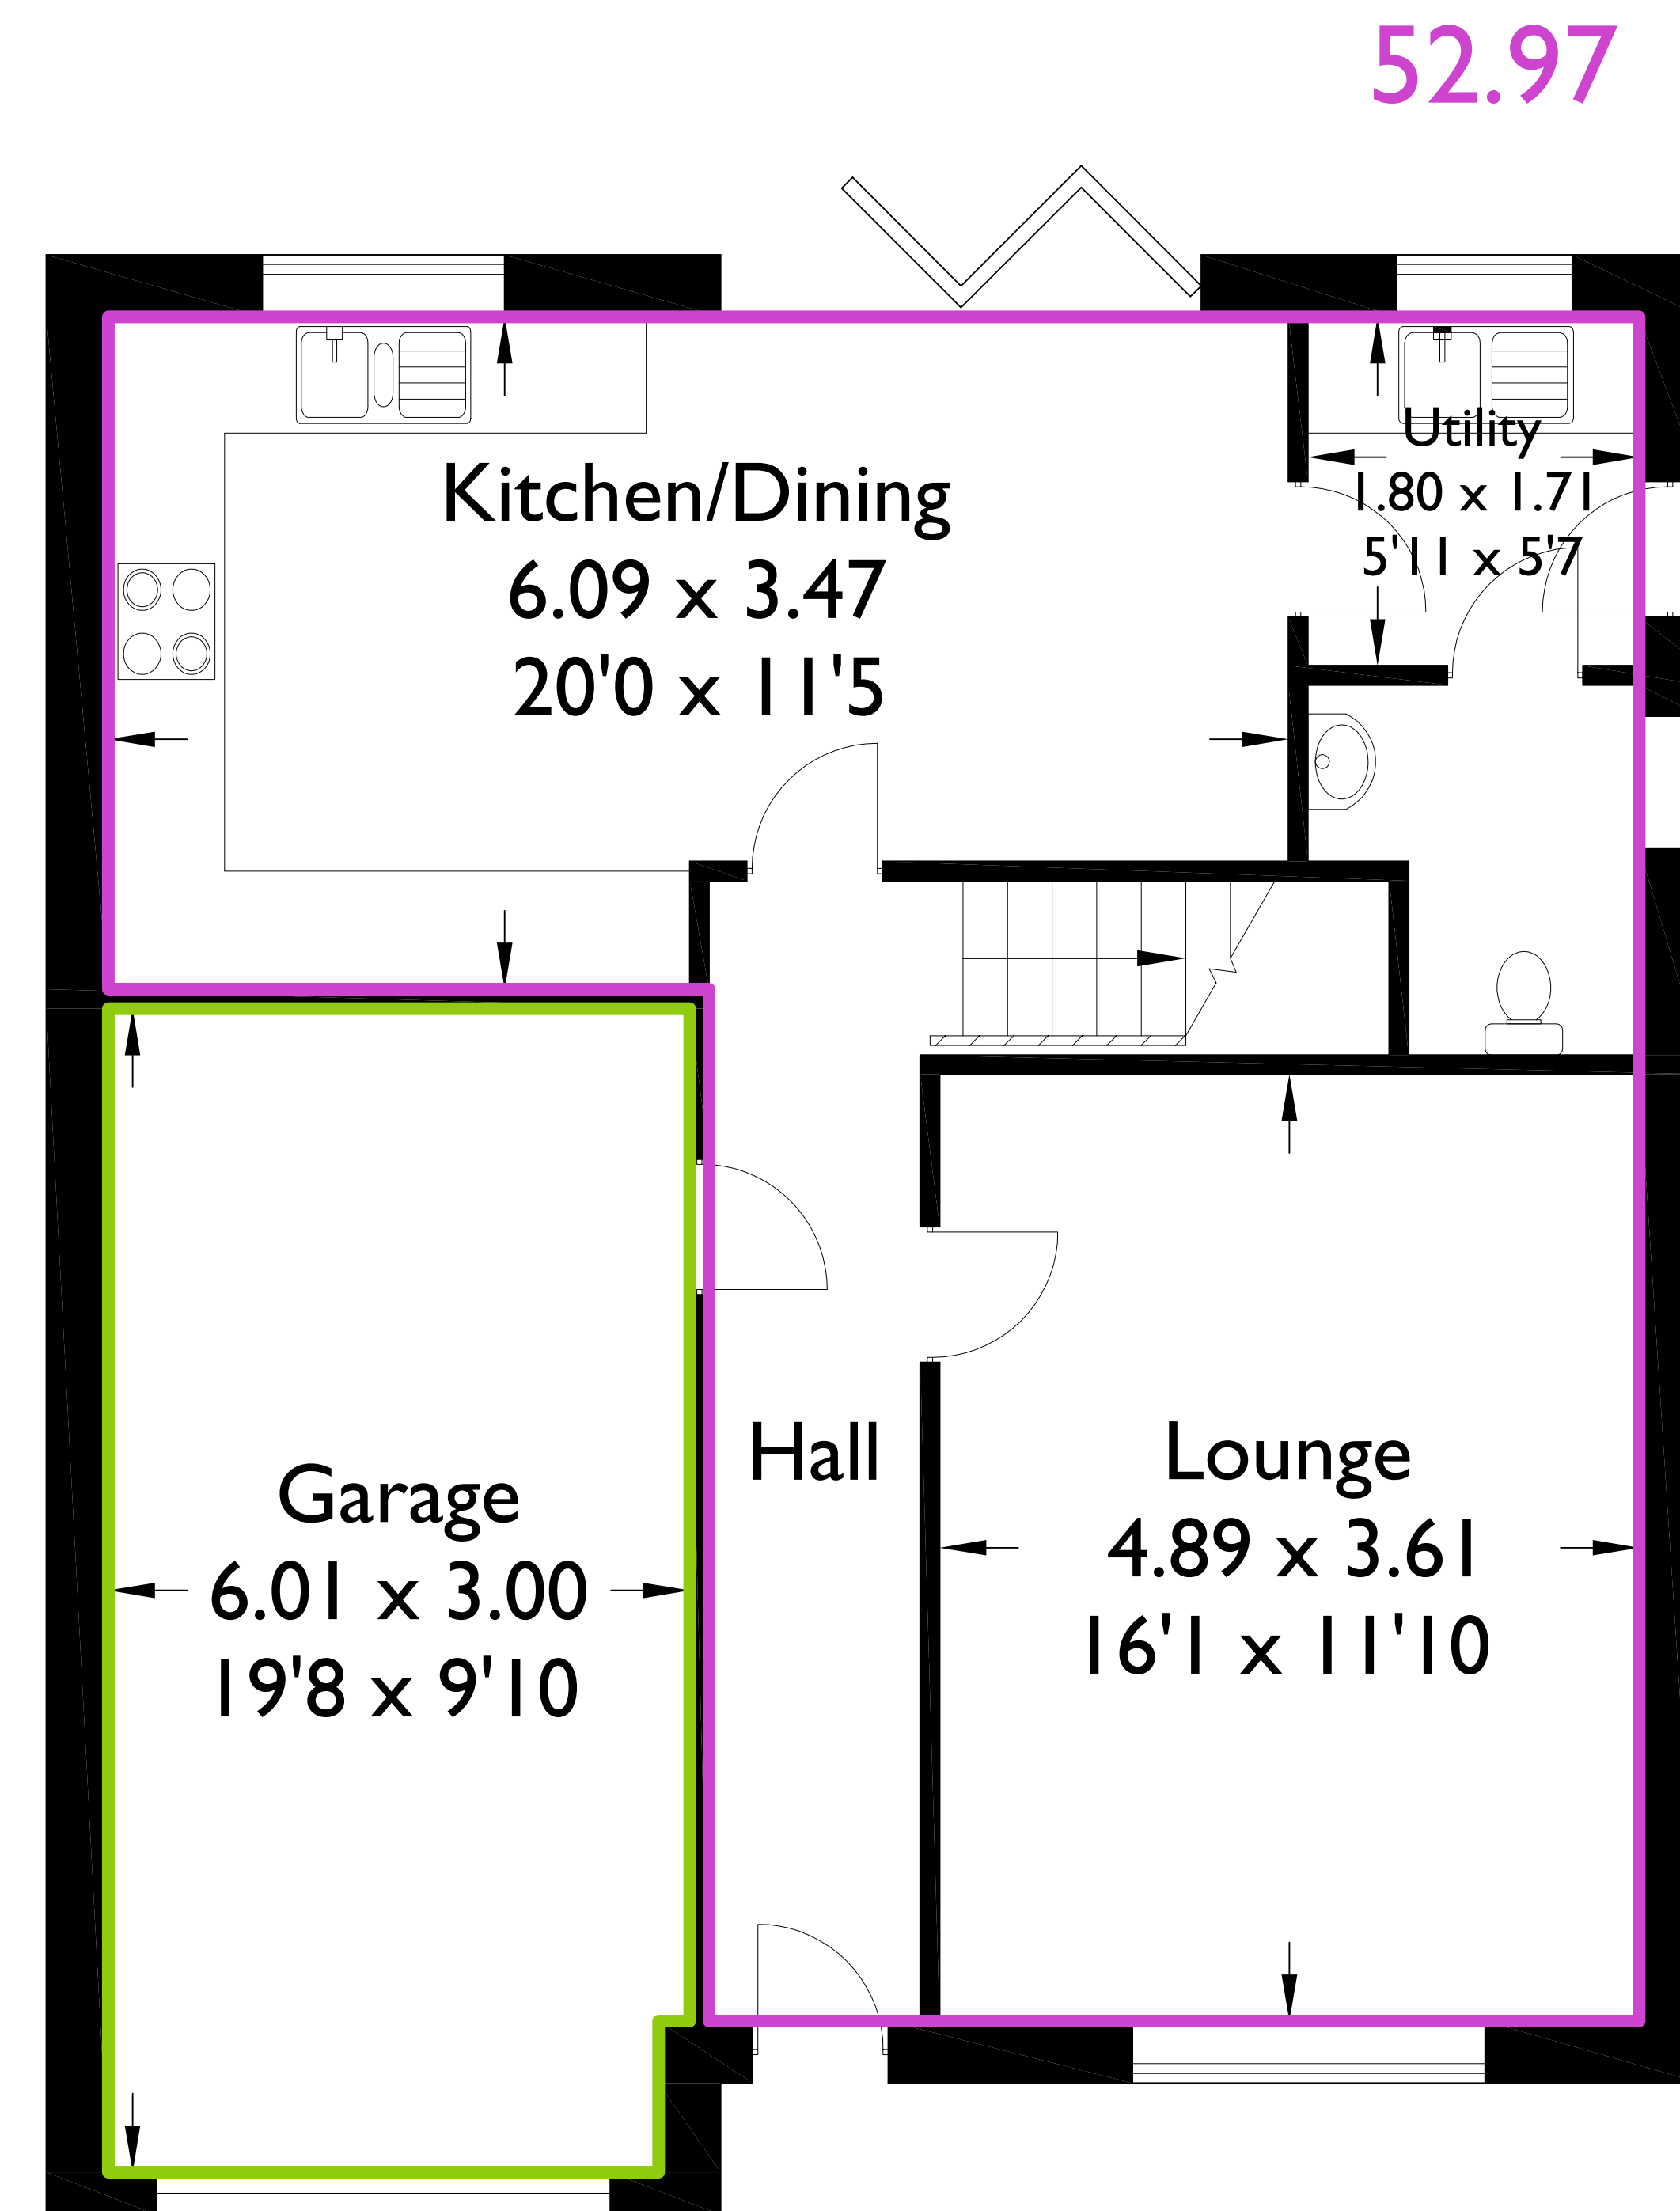 52.97
Kitchen/Dining
6.09 x 3.47
20'0 x 11'5
Utility
1.80 x 1.71
5'11 x 5'7
Hall
Lounge
4.89 x 3.61
16'1 x 11'10
Garage
6.01 x 3.00
19'8 x 9'10